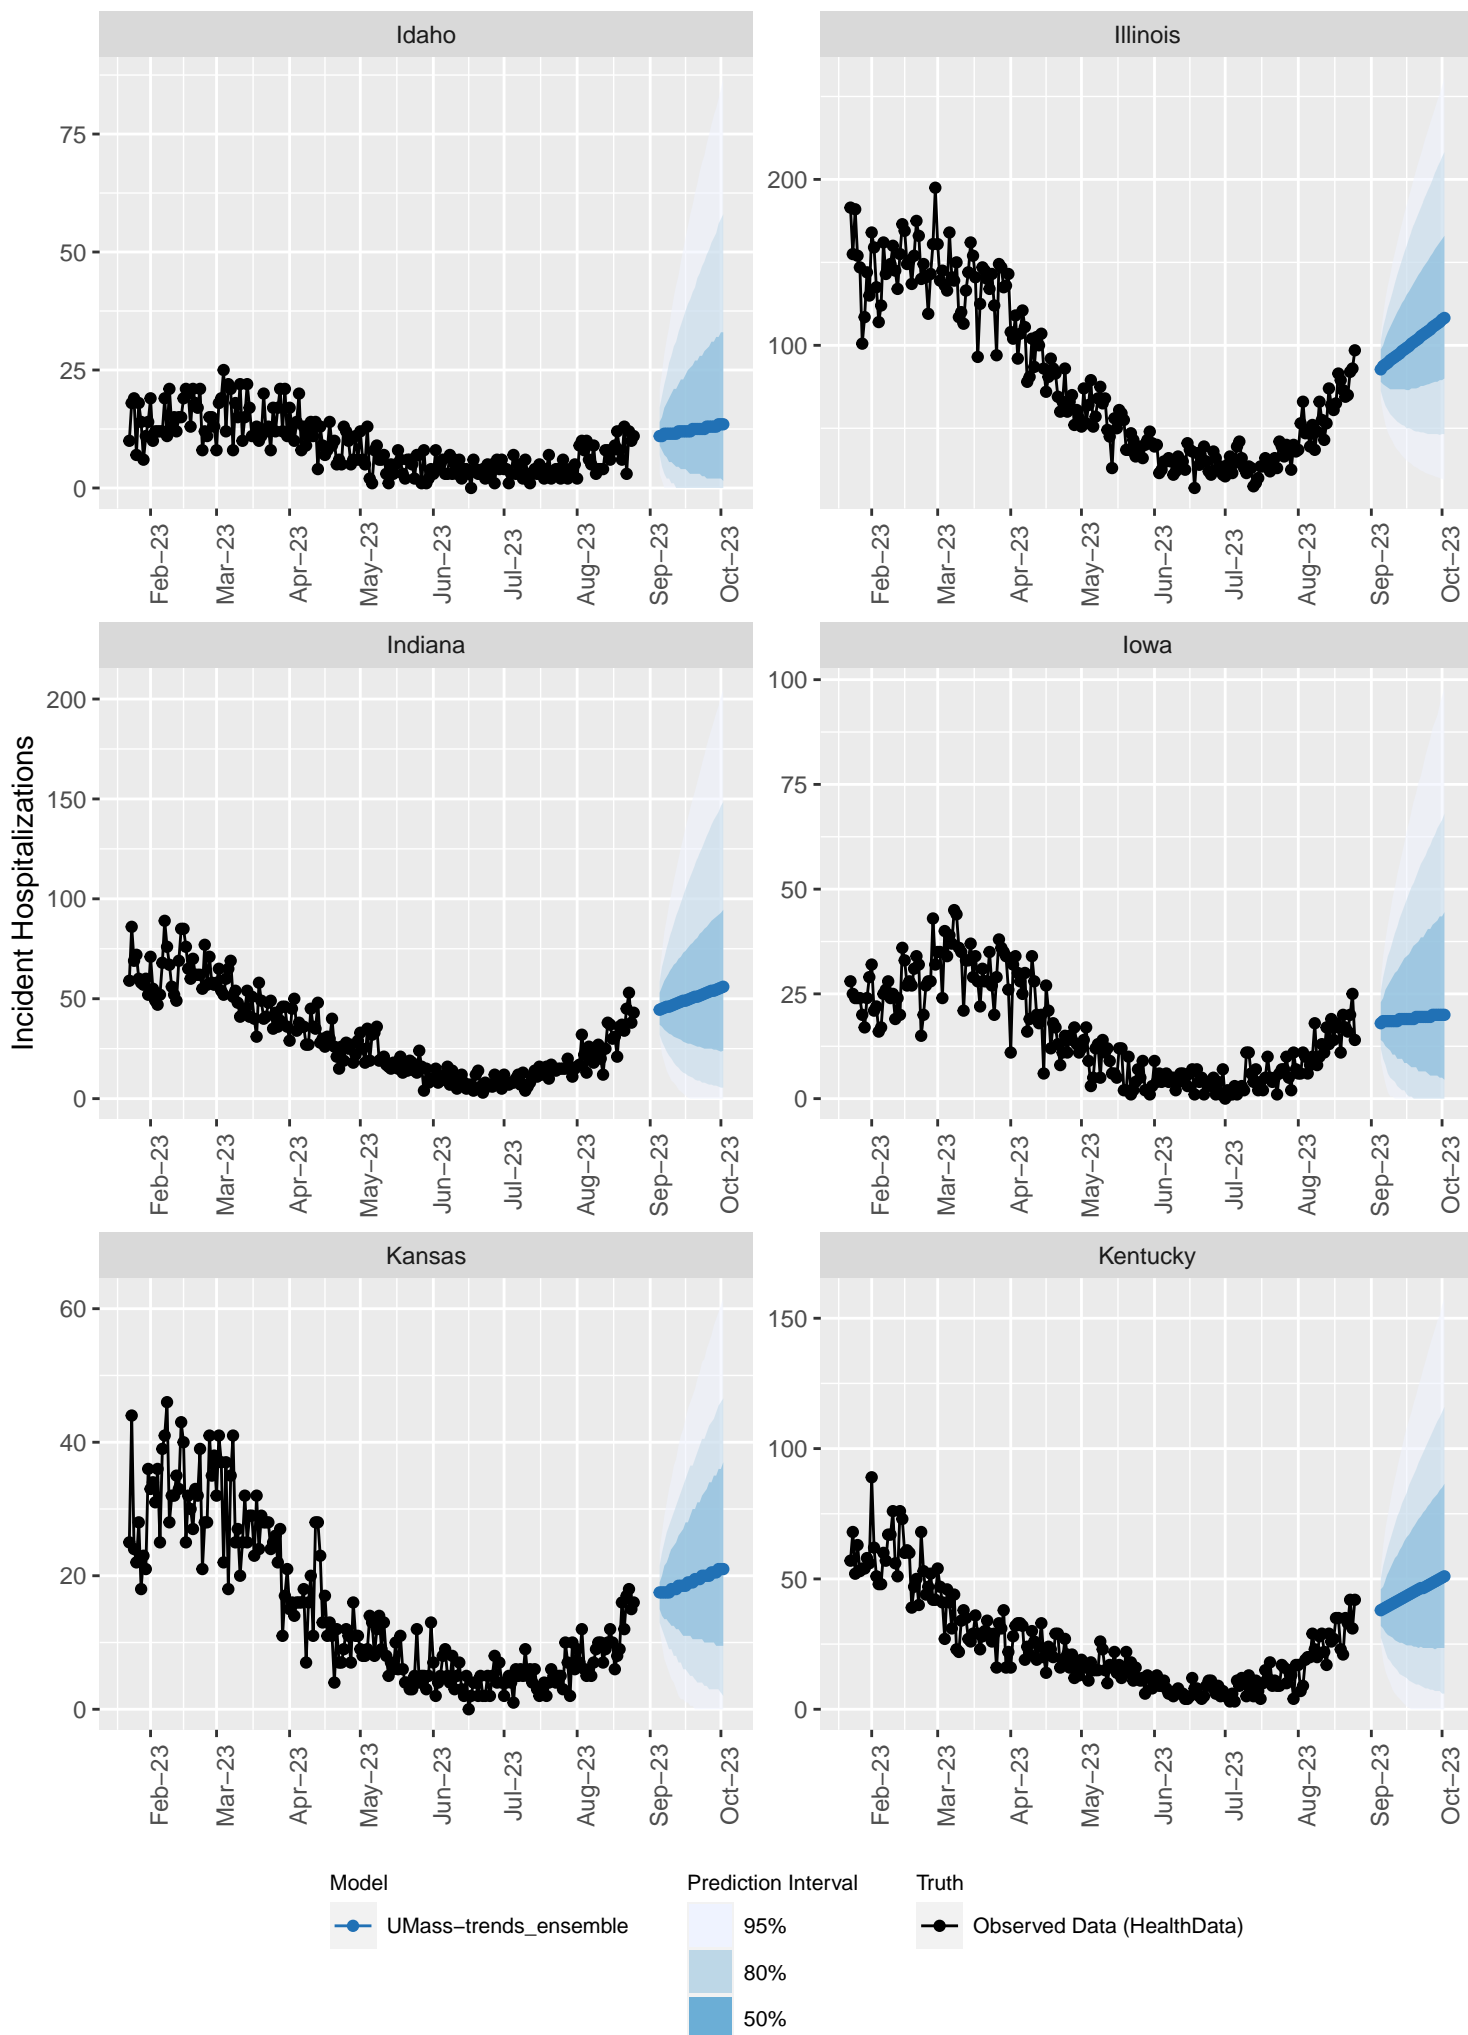 Idaho
Illinois
75
50
25
0
200
100
Feb−23
Mar−23
Apr−23
May−23
Jun−23
Jul−23
Aug−23
Sep−23
Oct−23
Feb−23
Mar−23
Apr−23
May−23
Jun−23
Jul−23
Aug−23
Sep−23
Oct−23
Indiana
Iowa
Incident Hospitalizations
200
150
100
50
0
100
75
50
25
0
Feb−23
Mar−23
Apr−23
May−23
Jun−23
Jul−23
Aug−23
Sep−23
Oct−23
Feb−23
Mar−23
Apr−23
May−23
Jun−23
Jul−23
Aug−23
Sep−23
Oct−23
Kansas
Kentucky
60
40
20
0
150
100
50
0
Feb−23
Mar−23
Apr−23
May−23
Jun−23
Jul−23
Aug−23
Sep−23
Oct−23
Feb−23
Mar−23
Apr−23
May−23
Jun−23
Jul−23
Aug−23
Sep−23
Oct−23
Model
UMass−trends_ensemble
Prediction Interval
95%
80%
50%
Truth
Observed Data (HealthData)